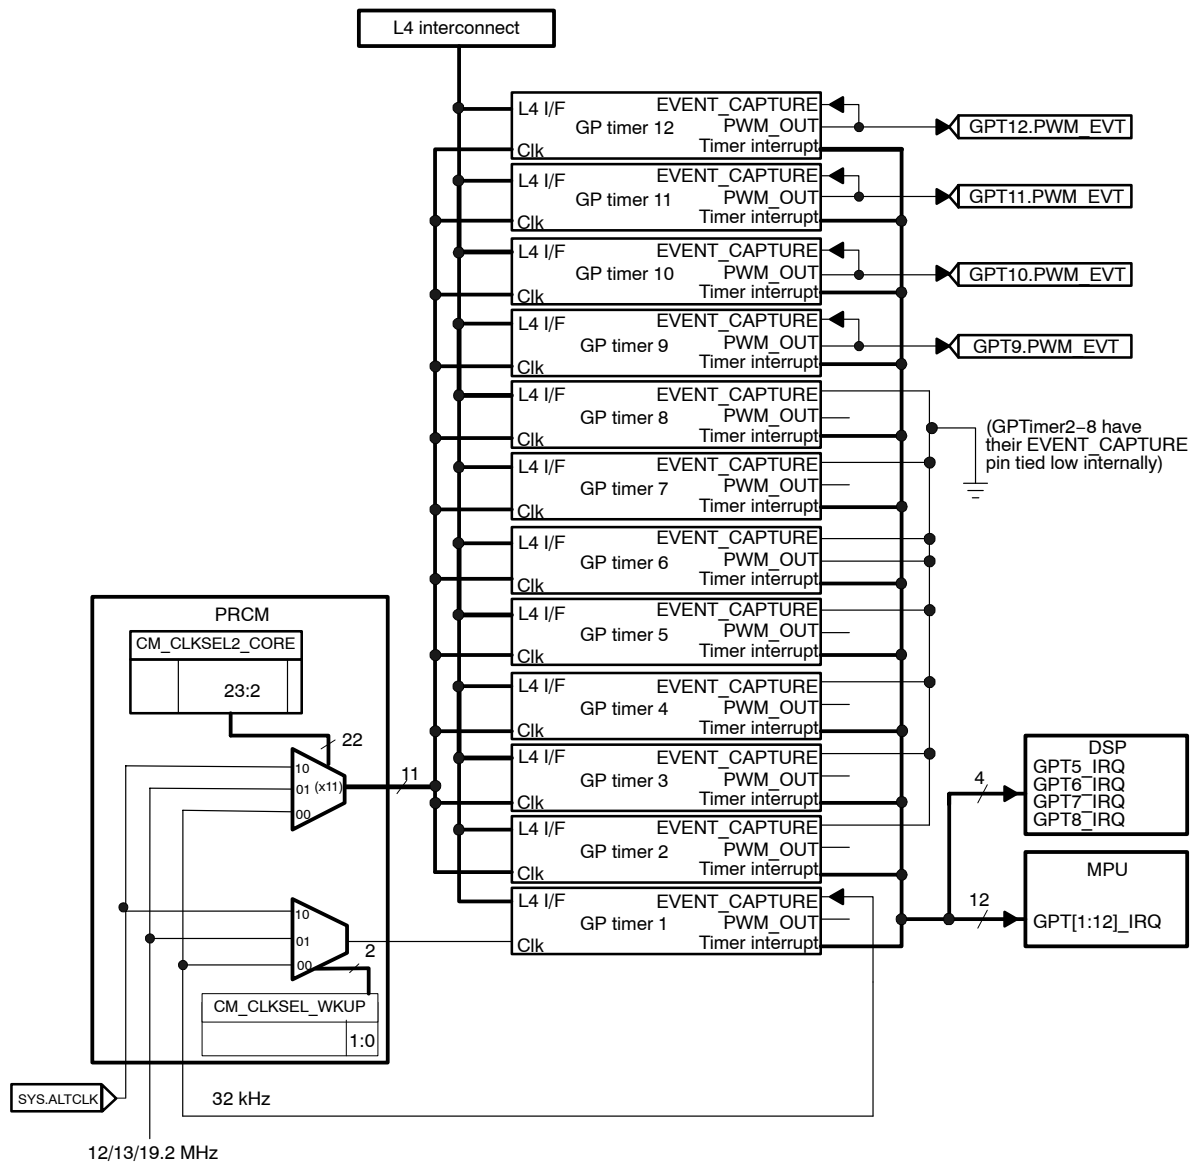 L4 interconnect
L4 I/F
EVENT_CAPTURE
GP timer 12
PWM_OUT
Clk
Timer interrupt
GPT12.PWM_EVT
L4 I/F
EVENT_CAPTURE
GP timer 11
PWM_OUT
Clk
Timer interrupt
GPT11.PWM_EVT
L4 I/F
EVENT_CAPTURE
GP timer 10
PWM_OUT
Clk
Timer interrupt
GPT10.PWM_EVT
L4 I/F
EVENT_CAPTURE
GP timer 9
PWM_OUT
Clk
Timer interrupt
GPT9.PWM_EVT
L4 I/F
EVENT_CAPTURE
GP timer 8
PWM_OUT
Clk
Timer interrupt
(GPTimer2–8 have
their EVENT_CAPTURE
pin tied low internally)
L4 I/F
EVENT_CAPTURE
GP timer 7
PWM_OUT
Clk
Timer interrupt
L4 I/F
EVENT_CAPTURE
GP timer 6
PWM_OUT
Clk
Timer interrupt
L4 I/F
EVENT_CAPTURE
GP timer 5
PWM_OUT
Clk
Timer interrupt
L4 I/F
EVENT_CAPTURE
GP timer 4
PWM_OUT
Clk
Timer interrupt
L4 I/F
EVENT_CAPTURE
GP timer 3
PWM_OUT
Clk
Timer interrupt
L4 I/F
EVENT_CAPTURE
GP timer 2
PWM_OUT
Clk
Timer interrupt
L4 I/F
EVENT_CAPTURE
GP timer 1
PWM_OUT
Clk
Timer interrupt
PRCM
CM_CLKSEL2_CORE
23:2
22
10
01 (x11)
00
11
10
01
00
2
CM_CLKSEL_WKUP
1:0
4
DSP
GPT5_IRQ
GPT6_IRQ
GPT7_IRQ
GPT8_IRQ
12
MPU
GPT[1:12]_IRQ
SYS.ALTCLK
32 kHz
12/13/19.2 MHz